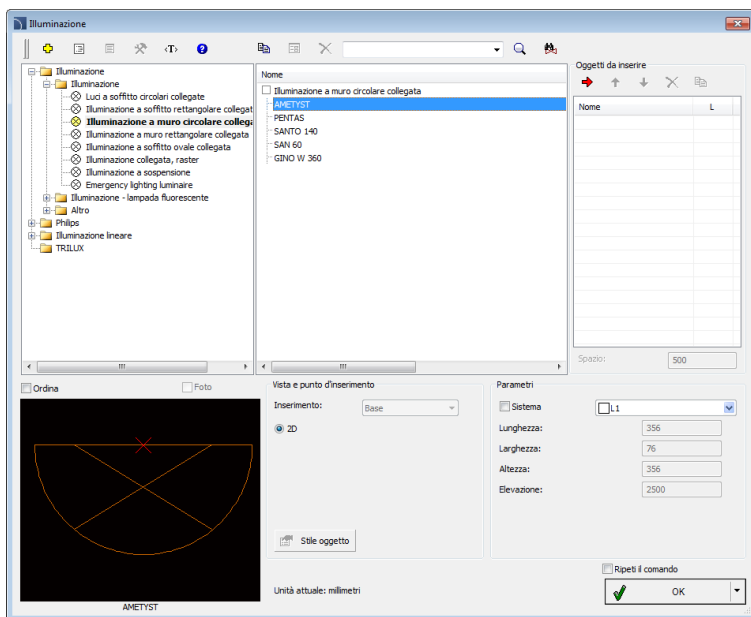 Illuminazione
‹T›
?
Illuminazione
Illuminazione
Luci a soffitto circolari collegate
Illuminazione a soffitto rettangolare collegat
Illuminazione a muro circolare collega
Illuminazione a muro rettangolare collegata
Illuminazione a soffitto ovale collegata
Illuminazione collegata, raster
Illuminazione a sospensione
Emergency lighting luminaire
Illuminazione - lampada fluorescente
Altro
Philips
Illuminazione lineare
TRILUX
Nome
Illuminazione a muro circolare collegata
AMETYST
PENTAS
SANTO 140
SAN 60
GINO W 360
Oggetti da inserire
Nome L
Spazio: 500
Ordina Foto
AMETYST
Vista e punto d'inserimento
Inserimento: Base
2D
Stile oggetto
Unità attuale: millimetri
Parametri
Sistema L1
Lunghezza: 356
Larghezza: 76
Altezza: 356
Elevazione: 2500
Ripeti il comando
OK